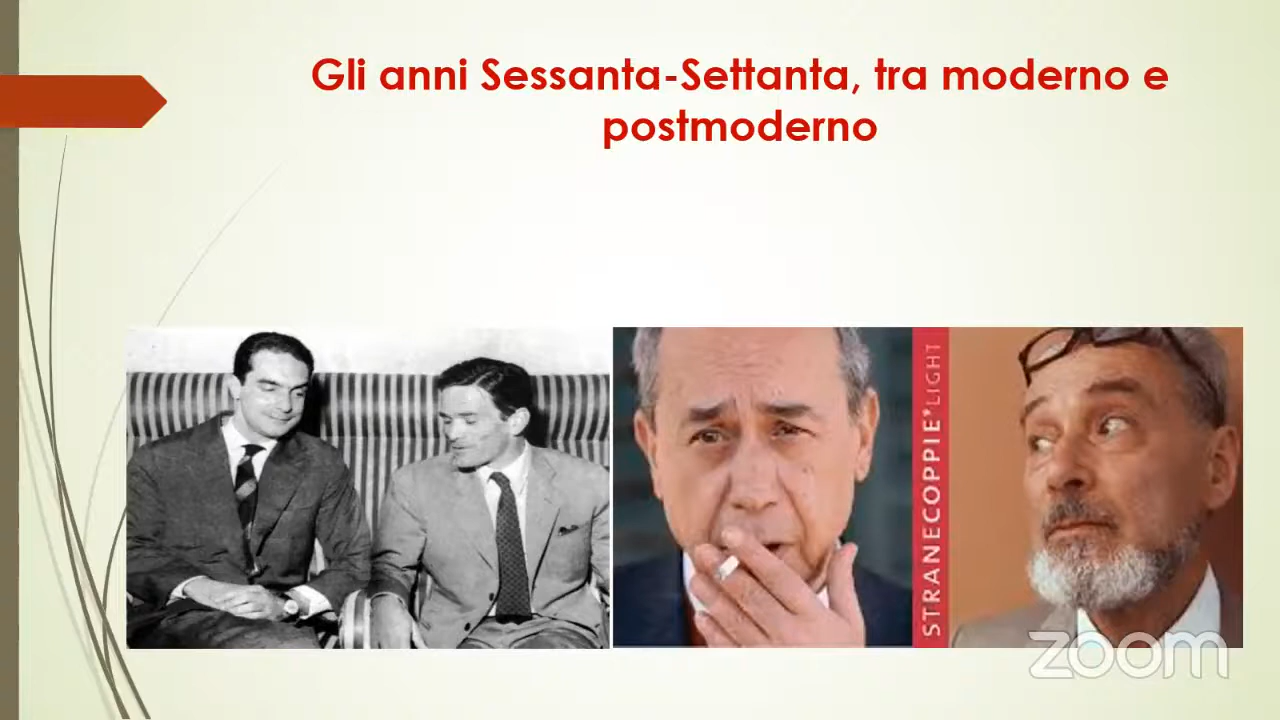 Gli anni Sessanta-Settanta, tra moderno e
postmoderno
STRANECOPPIE*LIGHT
zoom